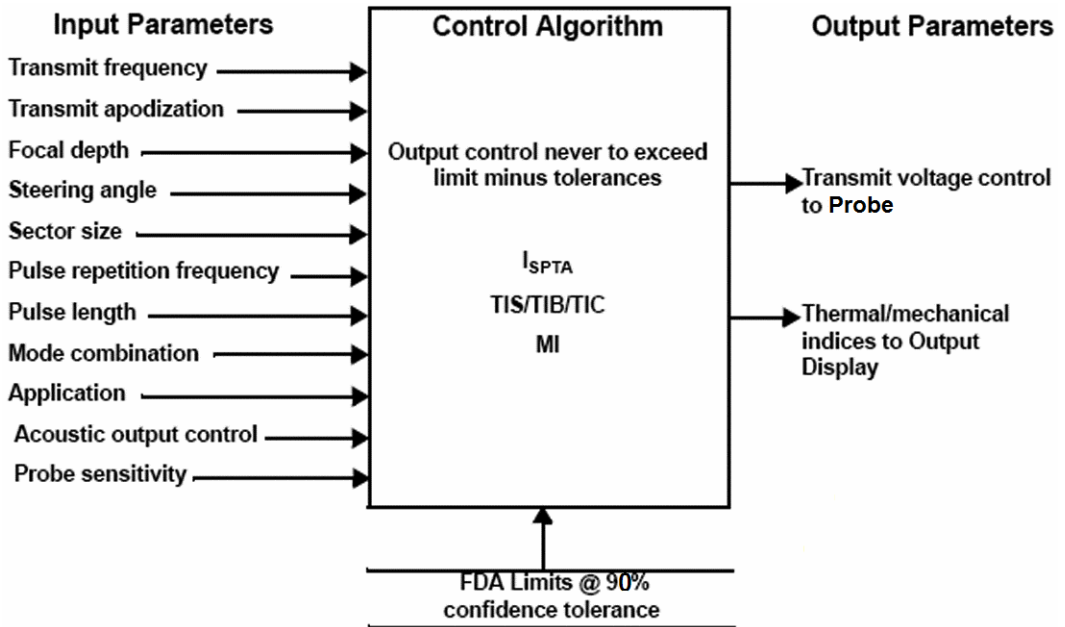 Input Parameters
Transmit frequency
Transmit apodization
Focal depth
Steering angle
Sector size
Pulse repetition frequency
Pulse length
Mode combination
Application
Acoustic output control
Probe sensitivity
Control Algorithm
Output control never to exceed
limit minus tolerances
ISPTA
TIS/TIB/TIC
MI
FDA Limits @ 90%
confidence tolerance
Output Parameters
Transmit voltage control
to Probe
Thermal/mechanical
indices to Output
Display